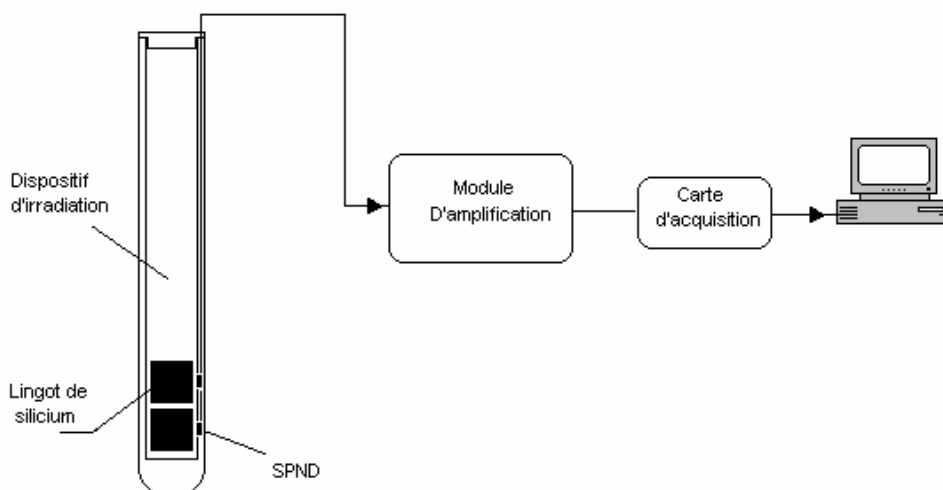 Dispositif
d'irradiation
Module
D'amplification
Carte
d'acquisition
Lingot de
silicium
SPND